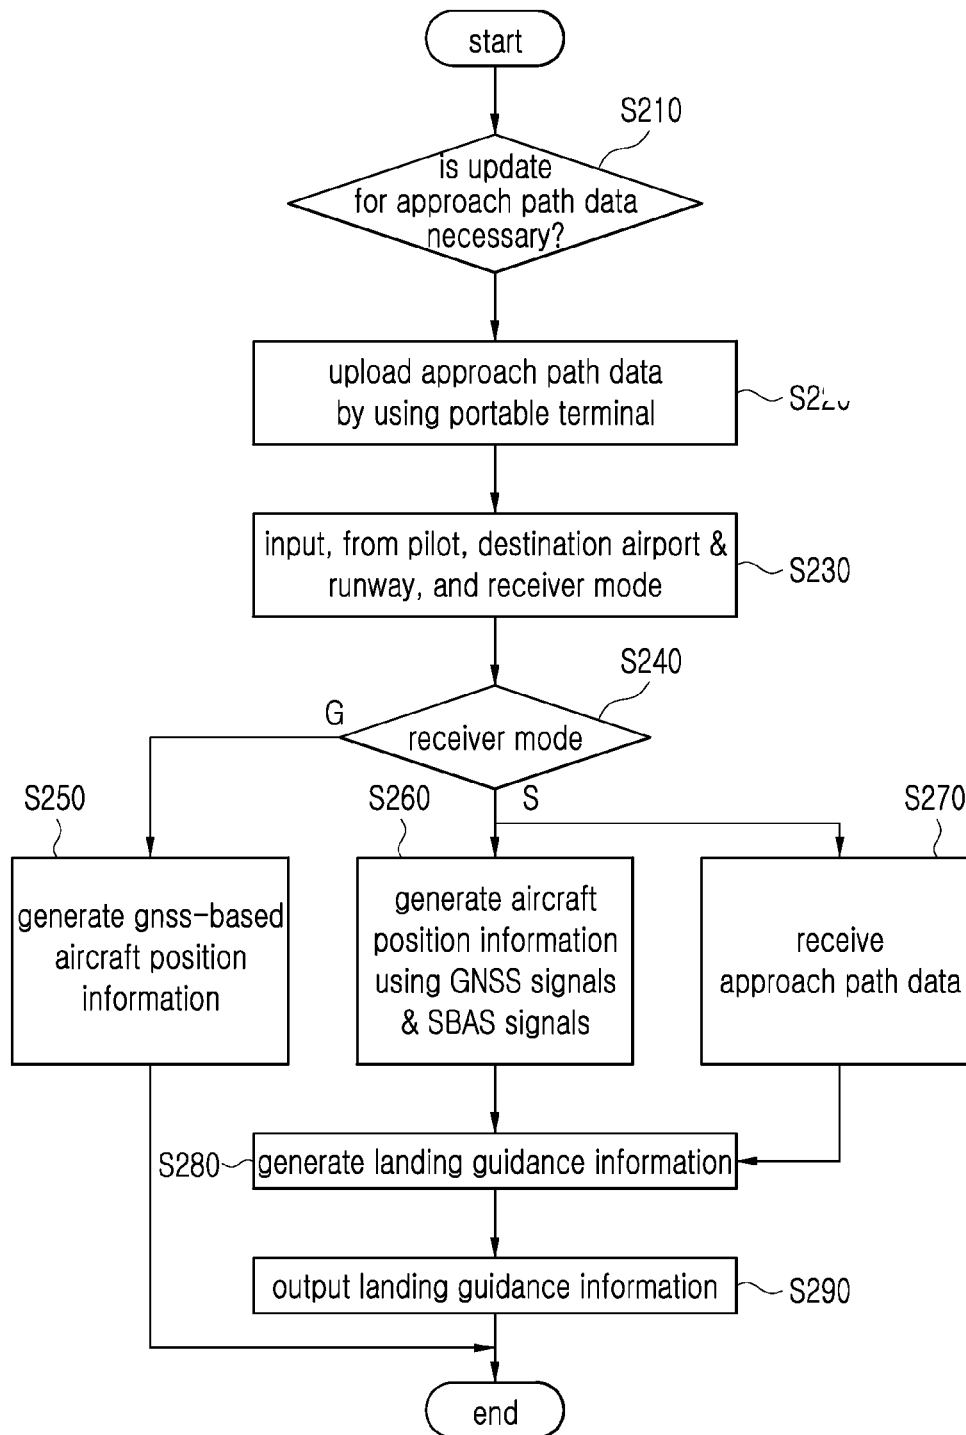 start
S210
is update
for approach path data
necessary?
upload approach path data
by using portable terminal
input, from pilot, destination airport &
runway, and receiver mode
S230
S240
G
receiver mode
S250
S260
S
S270
generate gnss-based
aircraft position
information
generate aircraft
position information
using GNSS signals
& SBAS signals
receive
approach path data
S280
generate landing guidance information
output landing guidance information
S290
end